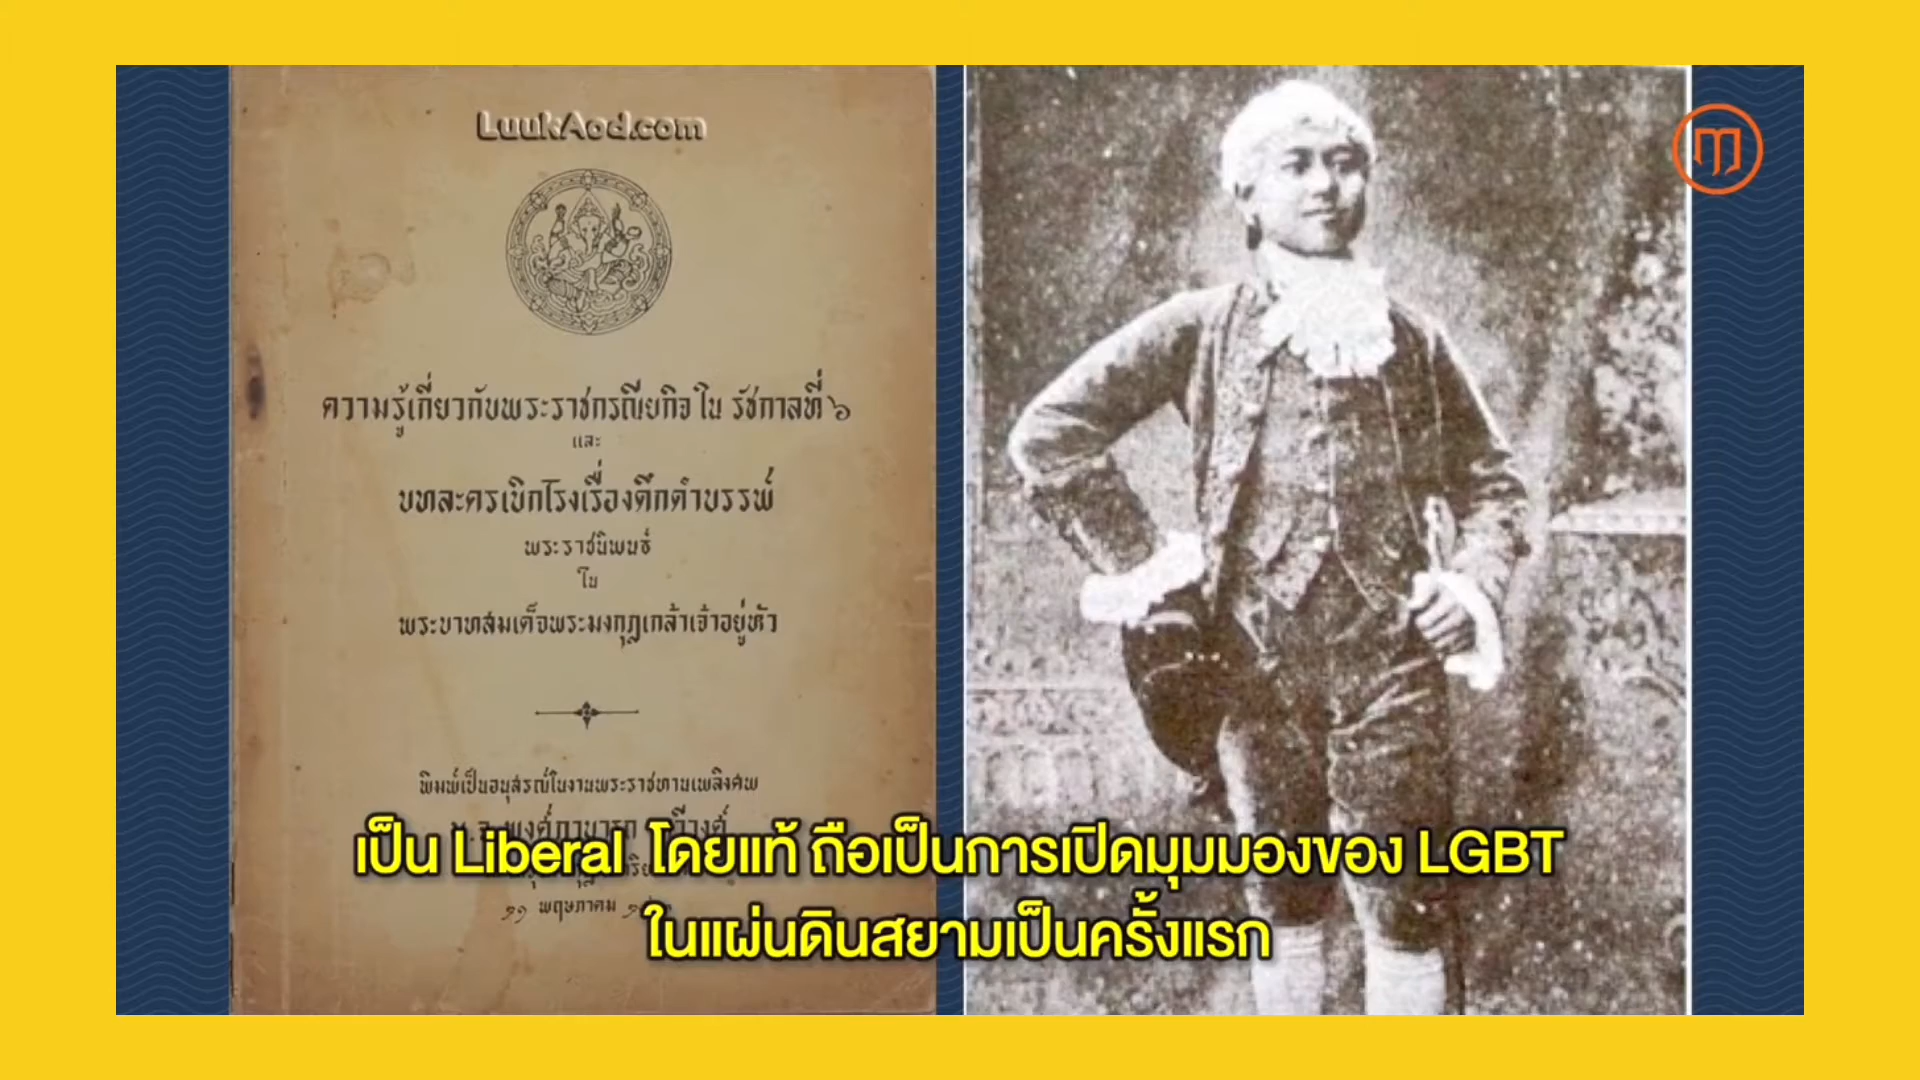 LuukAod.com
ความรู้เกี่ยวกับพระราชกรณียกิจใน รัชกาลที่ ๖
และ
บทละครเบิกโรงเรื่องดึกดำบรรพ์
พระราชนิพนธ์
ใน
พระบาทสมเด็จพระมงกุฎเกล้าเจ้าอยู่หัว
พิมพ์เป็นอนุสรณ์ในงานพระราชทานเพลิงศพ
๑๑ พฤษภาคม
เป็น Liberal โดยแท้ ถือเป็นการเปิดมุมมองของ LGBT
ในแผ่นดินสยามเป็นครั้งแรก